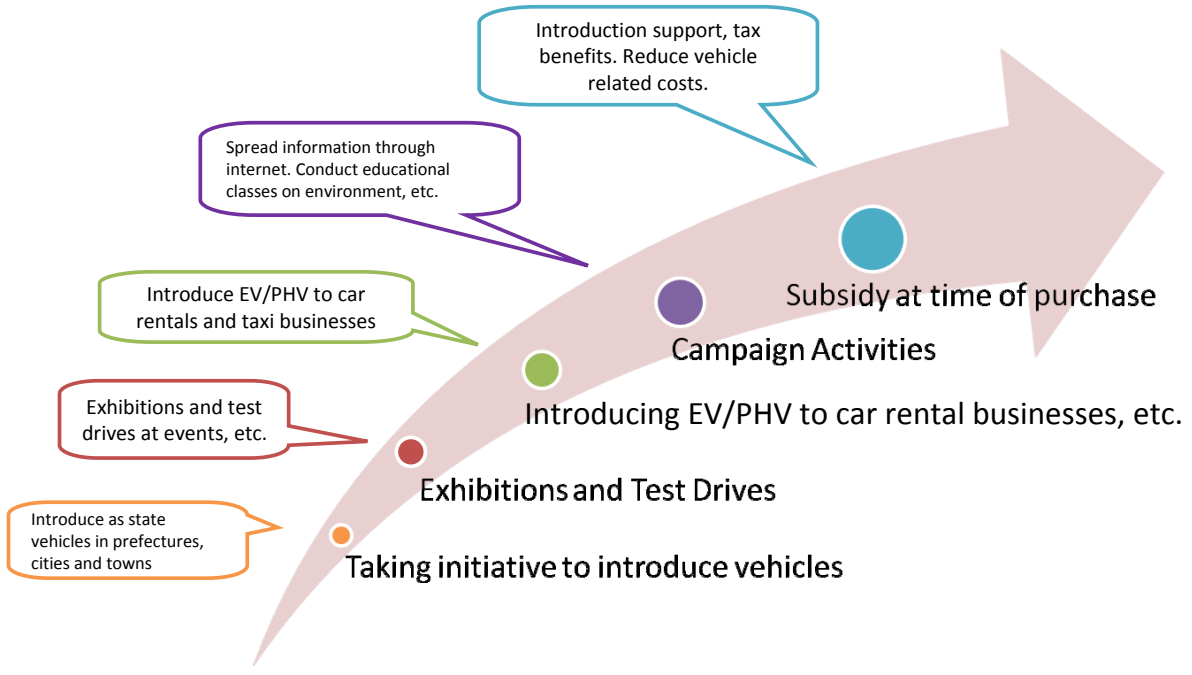 Introduction support, tax
benefits. Reduce vehicle
related costs.
Spread information through
internet. Conduct educational
classes on environment, etc.
Introduce EV/PHV to car
rentals and taxi businesses
Subsidy at time of purchase
Campaign Activities
Exhibitions and test
drives at events, etc.
Introducing EV/PHV to car rental businesses, etc.
Exhibitions and Test Drives
Introduce as state
vehicles in prefectures,
cities and towns
Taking initiative to introduce vehicles